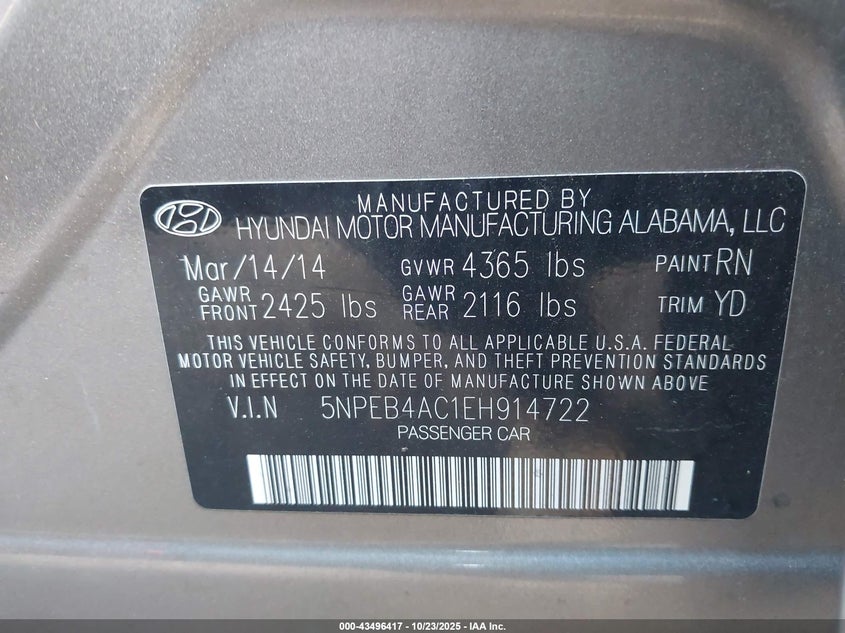 MANUFACTURED BY
HYUNDAI MOTOR MANUFACTURING ALABAMA, LLC
Mar/14/14 GVWR 4365 lbs PAINT RN
GAWR FRONT 2425 lbs GAWR REAR 2116 lbs TRIM YD
THIS VEHICLE CONFORMS TO ALL APPLICABLE U.S.A. FEDERAL
MOTOR VEHICLE SAFETY, BUMPER, AND THEFT PREVENTION STANDARDS
IN EFFECT ON THE DATE OF MANUFACTURE SHOWN ABOVE
V.I.N 5NPEB4AC1EH914722
PASSENGER CAR
000-43496417 - 10/23/2025 - IAA Inc.